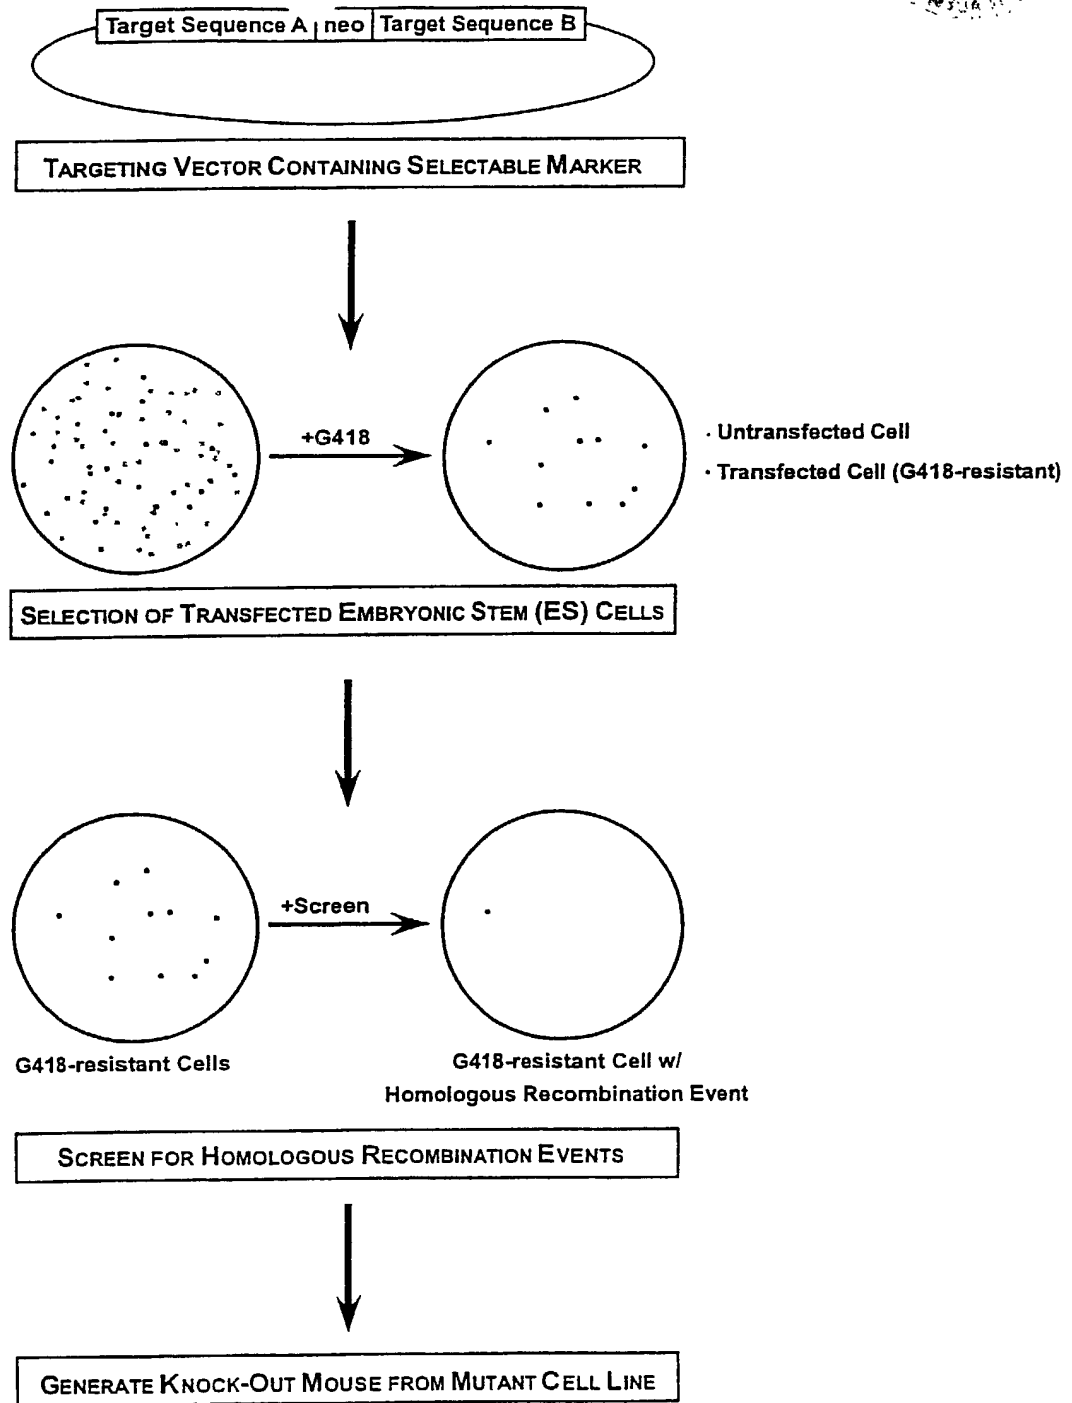 Target Sequence A neo Target Sequence B
TARGETING VECTOR CONTAINING SELECTABLE MARKER
+G418
· Untransfected Cell
· Transfected Cell (G418-resistant)
SELECTION OF TRANSFECTED EMBRYONIC STEM (ES) CELLS
+Screen
G418-resistant Cells
G418-resistant Cell w/
Homologous Recombination Event
SCREEN FOR HOMOLOGOUS RECOMBINATION EVENTS
GENERATE KNOCK-OUT MOUSE FROM MUTANT CELL LINE